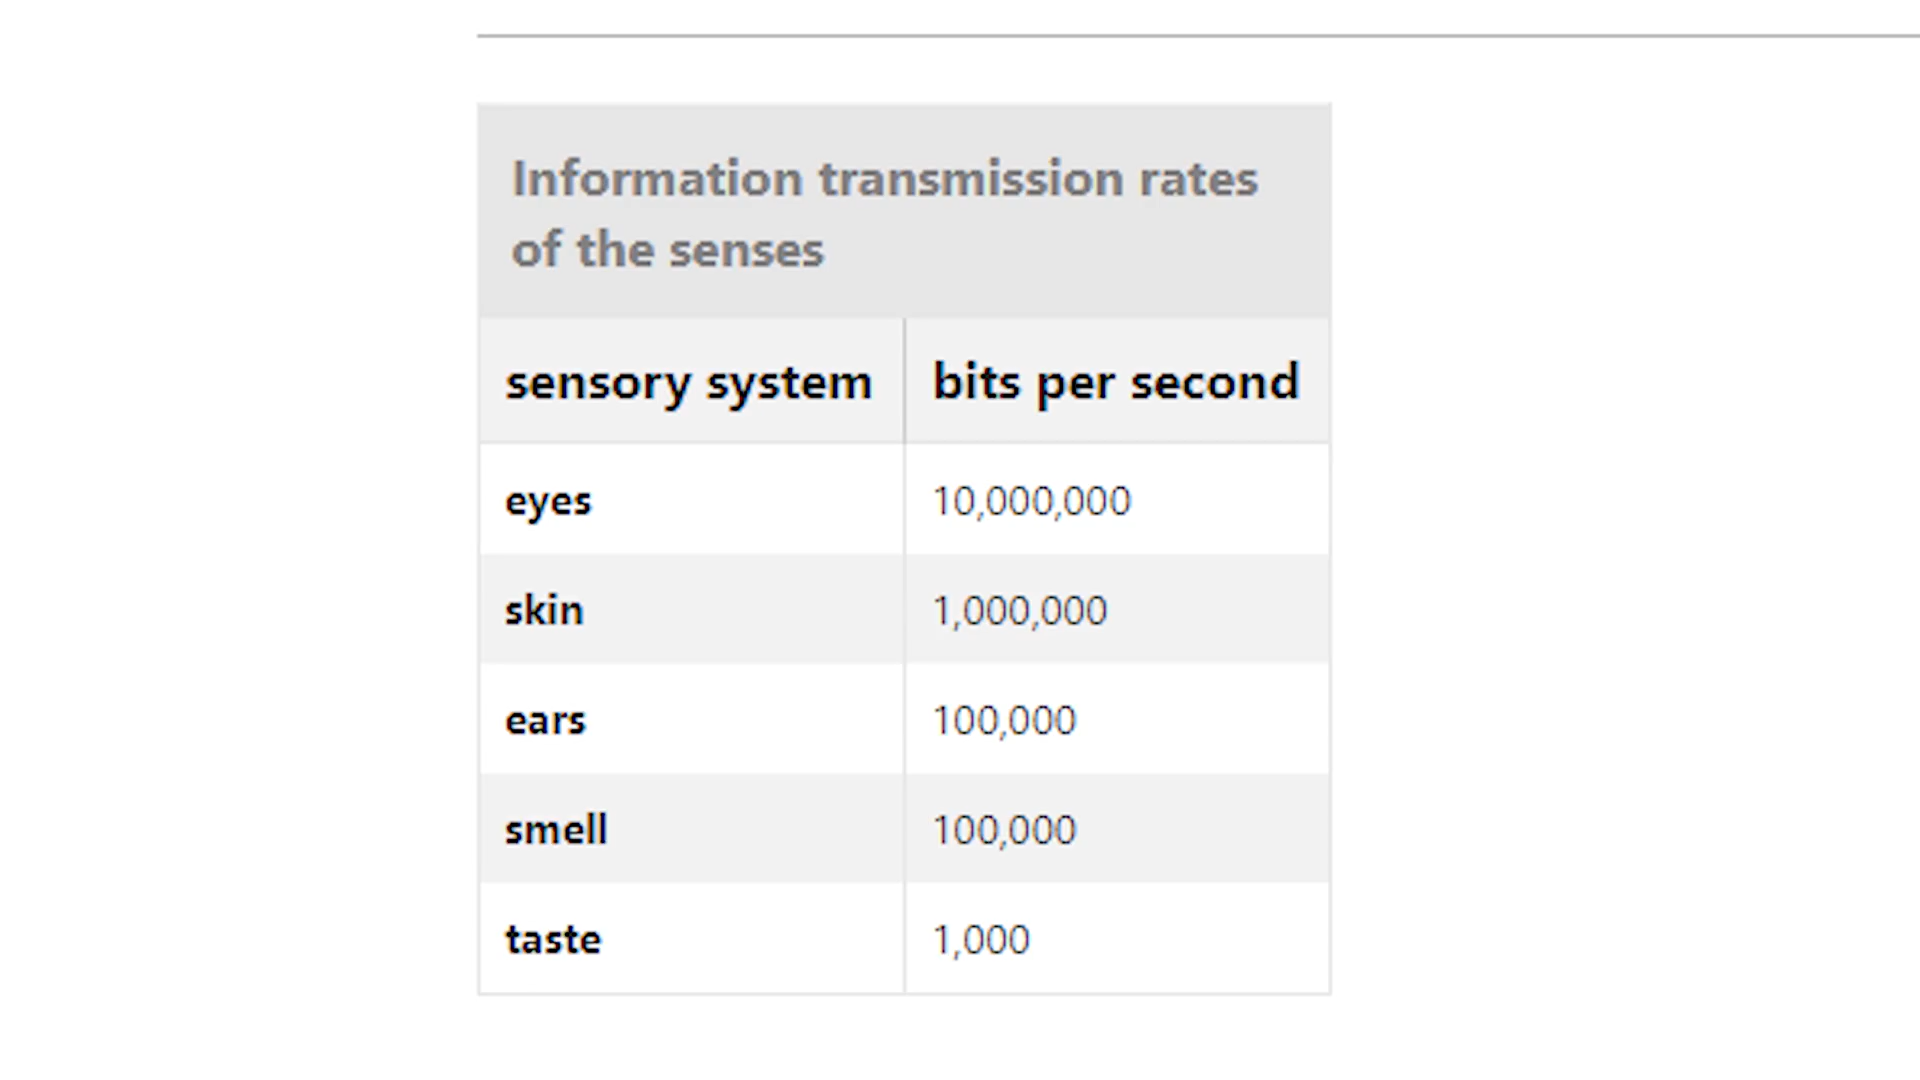 Information transmission rates
of the senses
sensory system bits per second
eyes 10,000,000
skin 1,000,000
ears 100,000
smell 100,000
taste 1,000